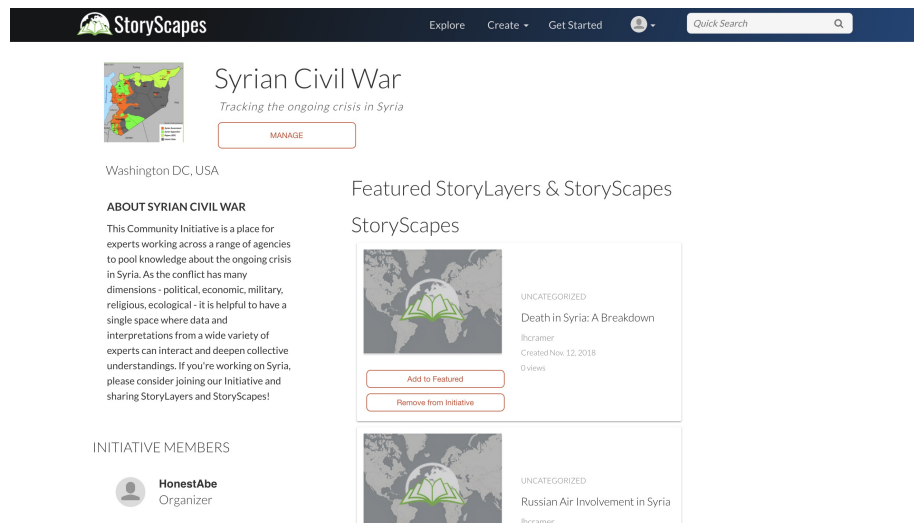 StoryScapes
Explore Create Get Started
Quick Search
Syrian Civil War
Tracking the ongoing crisis in Syria
MANAGE
Washington DC, USA
ABOUT SYRIAN CIVIL WAR
This Community Initiative is a place for
experts working across a range of agencies
to pool knowledge about the ongoing crisis
in Syria. As the conflict has many
dimensions - political, economic, military,
religious, ecological - it is helpful to have a
single space where data and
interpretations from a wide variety of
experts can interact and deepen collective
understandings. If you're working on Syria,
please consider joining our Initiative and
sharing StoryLayers and StoryScapes!
INITIATIVE MEMBERS
HonestAbe
Organizer
Featured StoryLayers & StoryScapes
StoryScapes
UNCATEGORIZED
Death in Syria: A Breakdown
lhcramer
Created Nov. 12, 2018
0 views
Add to Featured
Remove from Initiative
UNCATEGORIZED
Russian Air Involvement in Syria
lhcramer